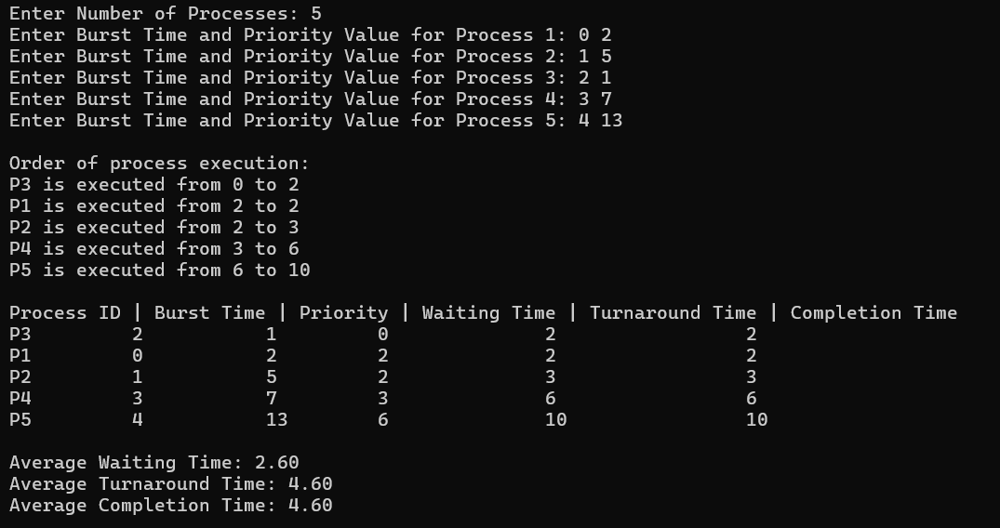 Enter Number of Processes: 5
Enter Burst Time and Priority Value for Process 1: 0 2
Enter Burst Time and Priority Value for Process 2: 1 5
Enter Burst Time and Priority Value for Process 3: 2 1
Enter Burst Time and Priority Value for Process 4: 3 7
Enter Burst Time and Priority Value for Process 5: 4 13

Order of process execution:
P3 is executed from 0 to 2
P1 is executed from 2 to 2
P2 is executed from 2 to 3
P4 is executed from 3 to 6
P5 is executed from 6 to 10

Process ID | Burst Time | Priority | Waiting Time | Turnaround Time | Completion Time
P3         2           1         0              2                 2
P1         0           2         2              2                 2
P2         1           5         2              3                 3
P4         3           7         3              6                 6
P5         4           13        6              10                10

Average Waiting Time: 2.60
Average Turnaround Time: 4.60
Average Completion Time: 4.60